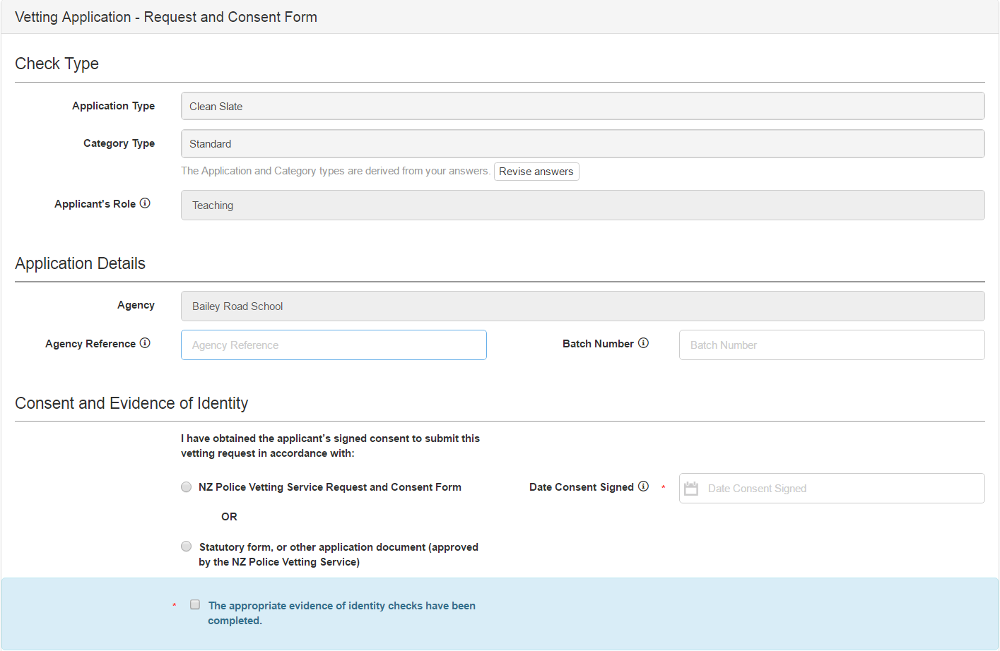 Vetting Application - Request and Consent Form
Check Type
Application Type
Clean Slate
Category Type
Standard
The Application and Category types are derived from your answers. Revise answers
Applicant's Role
Teaching
Application Details
Agency
Bailey Road School
Agency Reference
Agency Reference
Batch Number
Batch Number
Consent and Evidence of Identity
I have obtained the applicant’s signed consent to submit this
vetting request in accordance with:
NZ Police Vetting Service Request and Consent Form
Date Consent Signed *
Date Consent Signed
OR
Statutory form, or other application document (approved
by the NZ Police Vetting Service)
* The appropriate evidence of identity checks have been
completed.